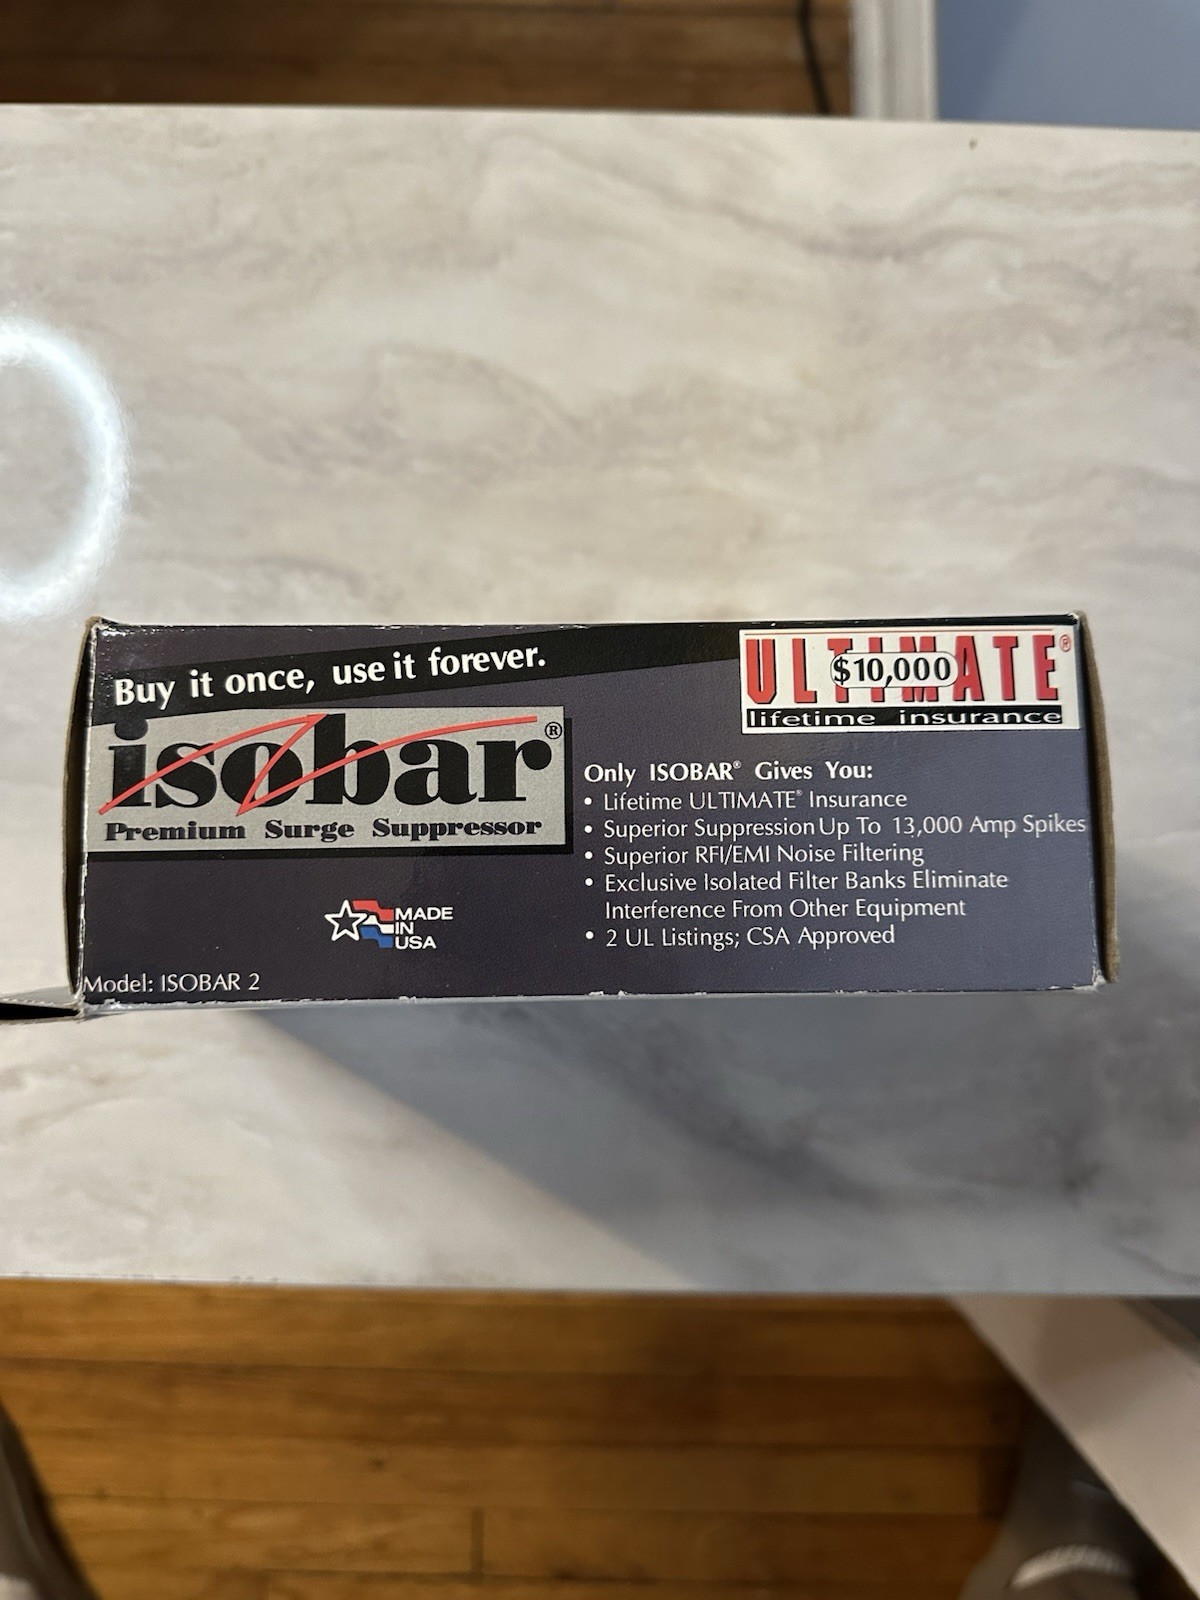 Buy it once, use it forever.
isobar®
Premium Surge Suppressor
MADE
IN
USA
Model: ISOBAR 2
ULTIMATE®
$10,000
lifetime insurance
Only ISOBAR® Gives You:
• Lifetime ULTIMATE® Insurance
• Superior Suppression Up To 13,000 Amp Spikes
• Superior RFI/EMI Noise Filtering
• Exclusive Isolated Filter Banks Eliminate
Interference From Other Equipment
• 2 UL Listings; CSA Approved